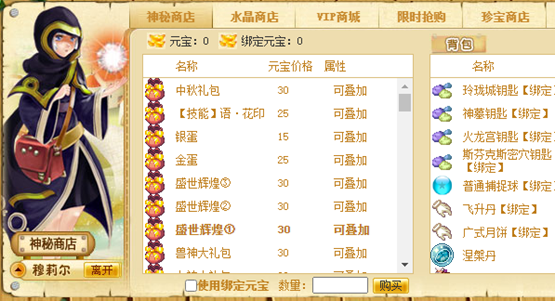 神秘商店 水晶商店 VIP商城 限时抢购 珍宝商店
元宝: 0 绑定元宝: 0
名称 元宝价格 属性
中秋礼包 30 可叠加
【技能】语·花印 25 可叠加
银蛋 15 可叠加
金蛋 25 可叠加
盛世辉煌③ 30 可叠加
盛世辉煌② 30 可叠加
盛世辉煌① 30 可叠加
兽神大礼包 30 可叠加
使用绑定元宝 数量: 购买
背包
名称
玲珑城钥匙【绑定】
神墓钥匙【绑定】
火龙宫钥匙【绑定】
斯芬克斯密穴钥匙
【绑定】
普通捕捉球【绑定】
飞升丹【绑定】
广式月饼【绑定】
涅槃丹
神秘商店
穆莉尔 离开